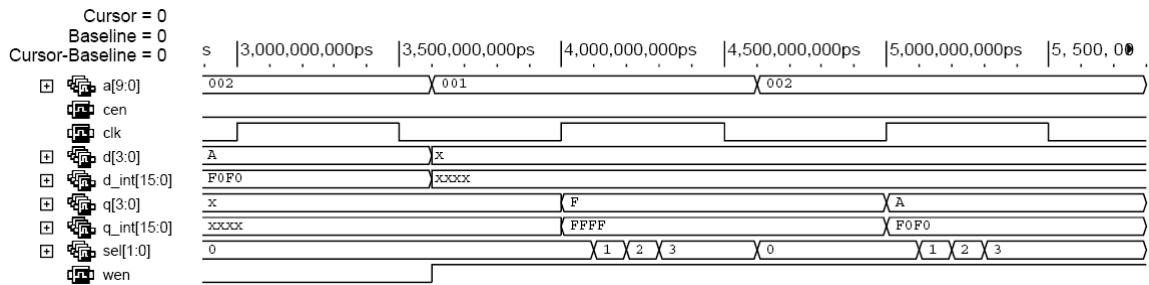 Cursor = 0
Baseline = 0
Cursor-Baseline = 0
s 3,000,000,000ps 3,500,000,000ps 4,000,000,000ps 4,500,000,000ps 5,000,000,000ps 5, 500, 00
a[9:0] 002 001 002
cen
clk
d[3:0] A x
d_int[15:0] F0F0 xxxx
q[3:0] x F A
q_int[15:0] xxxx FFFF F0F0
sel[1:0] 0 1 2 3 0 1 2 3
wen